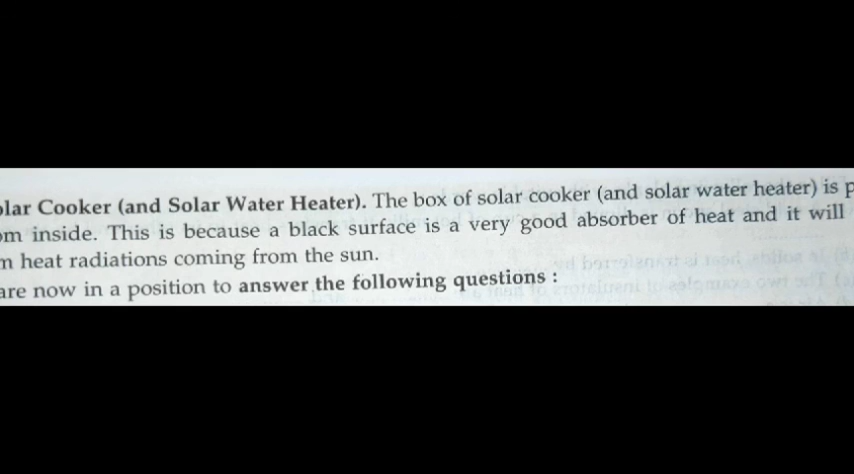 lar Cooker (and Solar Water Heater). The box of solar cooker (and solar water heater) is p
m inside. This is because a black surface is a very good absorber of heat and it will
heat radiations coming from the sun.
are now in a position to answer the following questions :